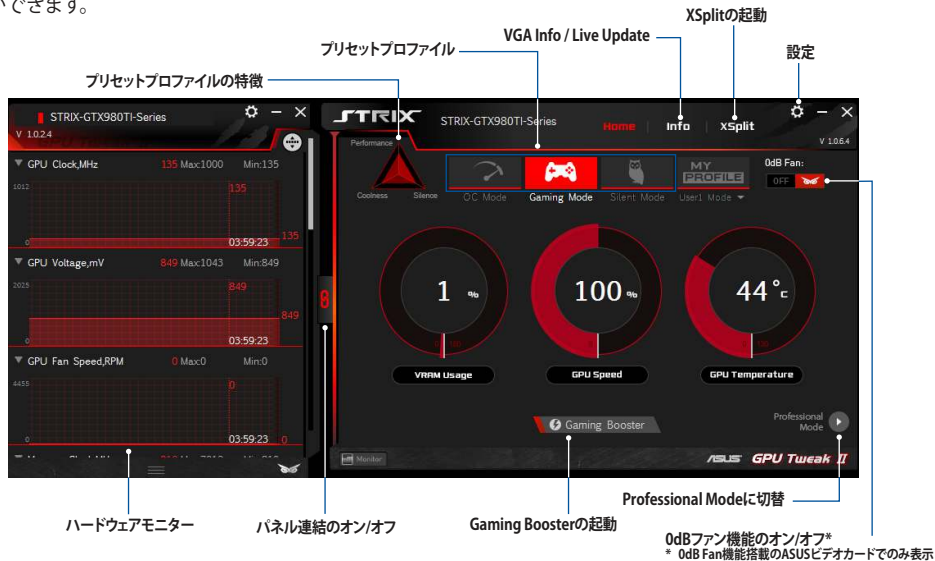 いできます。
XSplitの起動
VGA Info / Live Update
プリセットプロファイル
設定
プリセットプロファイルの特徴
STRIX-GTX980TI-Series
V 1.0.2.4
GPU Clock,MHz 135 Max:1000 Min:135
1012
135
135
0
03:59:23
GPU Voltage,mV 849 Max:1043 Min:849
2025
849
849
0
03:59:23
GPU Fan Speed,RPM 0 Max:0 Min:0
4455
0
0
03:59:23
0
STRIX STRIX-GTX980TI-Series
Home Info XSplit
V 1.0.6.4
Performance
Coolness Silence
OC Mode Gaming Mode Silent Mode
MY PROFILE
User1 Mode
0dB Fan:
OFF
1 % 100 % 44 °c
VRAM Usage GPU Speed GPU Temperature
Gaming Booster
Professional
Mode
Monitor
ASUS GPU Tweak II
ハードウェアモニター
パネル連結のオン/オフ
Gaming Boosterの起動
Professional Modeに切替
0dBファン機能のオン/オフ*
* 0dB Fan機能搭載のASUSビデオカードでのみ表示